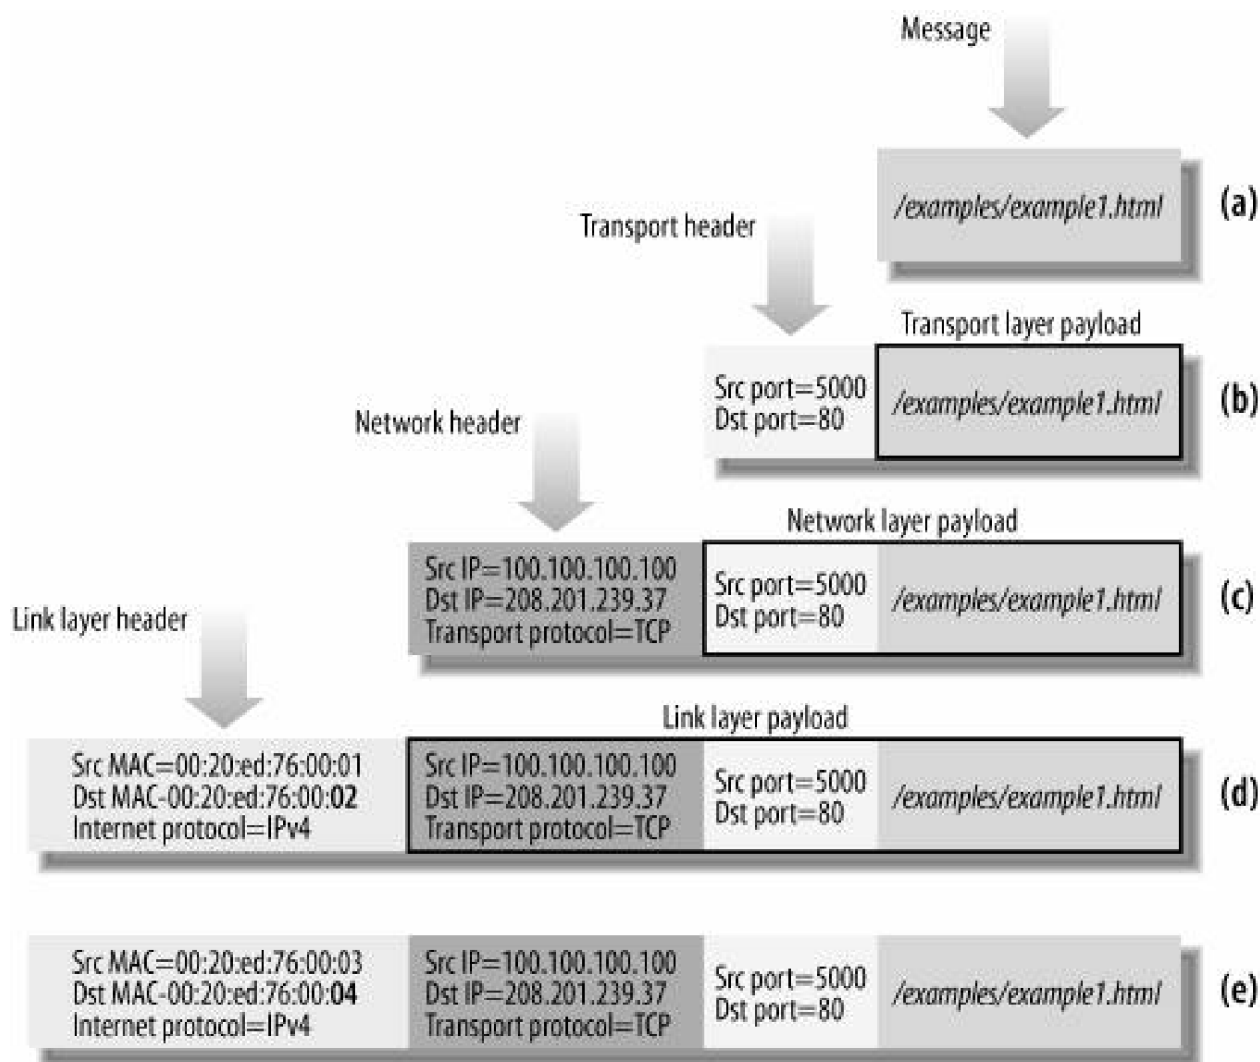 Message
/examples/example1.html
(a)
Transport header
Transport layer payload
Src port=5000
Dst port=80
/examples/example1.html
(b)
Network header
Network layer payload
Src IP=100.100.100.100
Dst IP=208.201.239.37
Transport protocol=TCP
Src port=5000
Dst port=80
/examples/example1.html
(c)
Link layer header
Link layer payload
Src MAC=00:20:ed:76:00:01
Dst MAC-00:20:ed:76:00:02
Internet protocol=IPv4
Src IP=100.100.100.100
Dst IP=208.201.239.37
Transport protocol=TCP
Src port=5000
Dst port=80
/examples/example1.html
(d)
Src MAC=00:20:ed:76:00:03
Dst MAC-00:20:ed:76:00:04
Internet protocol=IPv4
Src IP=100.100.100.100
Dst IP=208.201.239.37
Transport protocol=TCP
Src port=5000
Dst port=80
/examples/example1.html
(e)